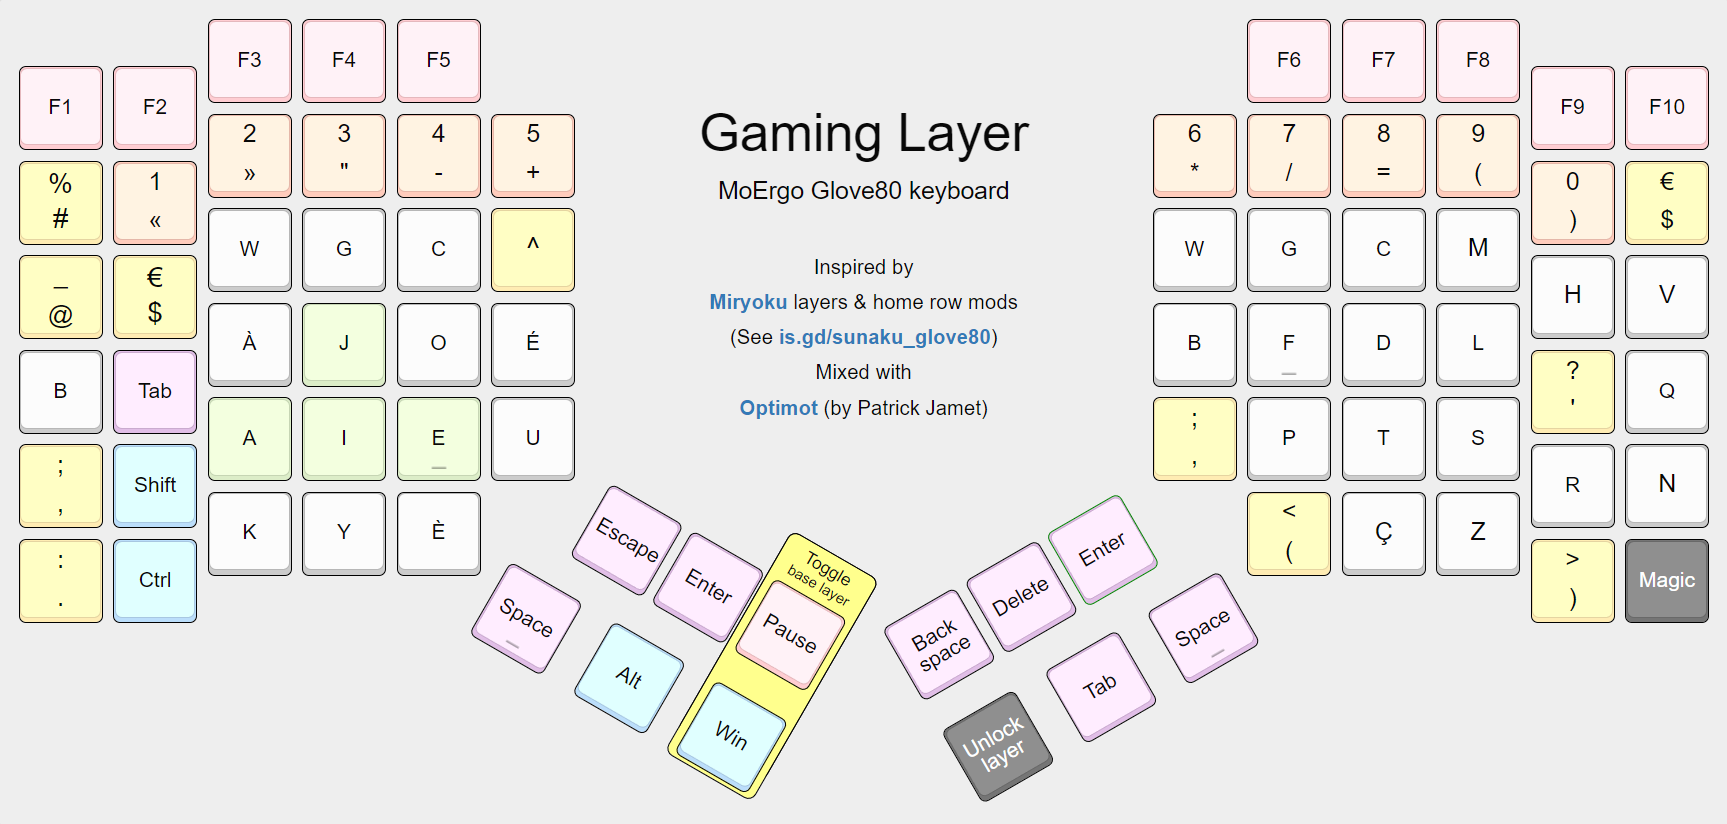 F3 F4 F5 F6 F7 F8
F1 F2 F9 F10
2 3 4 5 6 7 8 9
» " - + * / = (
% 1 0 €
# « ) $
W G C ^ W G C M
_ € H V
@ $
À J O É B F D L
_
B Tab ? Q
'
A I E U ; P T S
_ ,
; Shift R N
,
K Y È < Ç Z
(
: Ctrl > Magic
. )
Gaming Layer
MoErgo Glove80 keyboard
Inspired by
Miryoku layers & home row mods
(See is.gd/sunaku_glove80)
Mixed with
Optimot (by Patrick Jamet)
Escape
Enter
Toggle
base layer
Pause
Space
_
Alt
Win
Enter
Delete
Back
space
Space
_
Tab
Unlock
layer